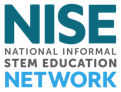 NISE
NATIONAL INFORMAL
STEM EDUCATION
NETWORK